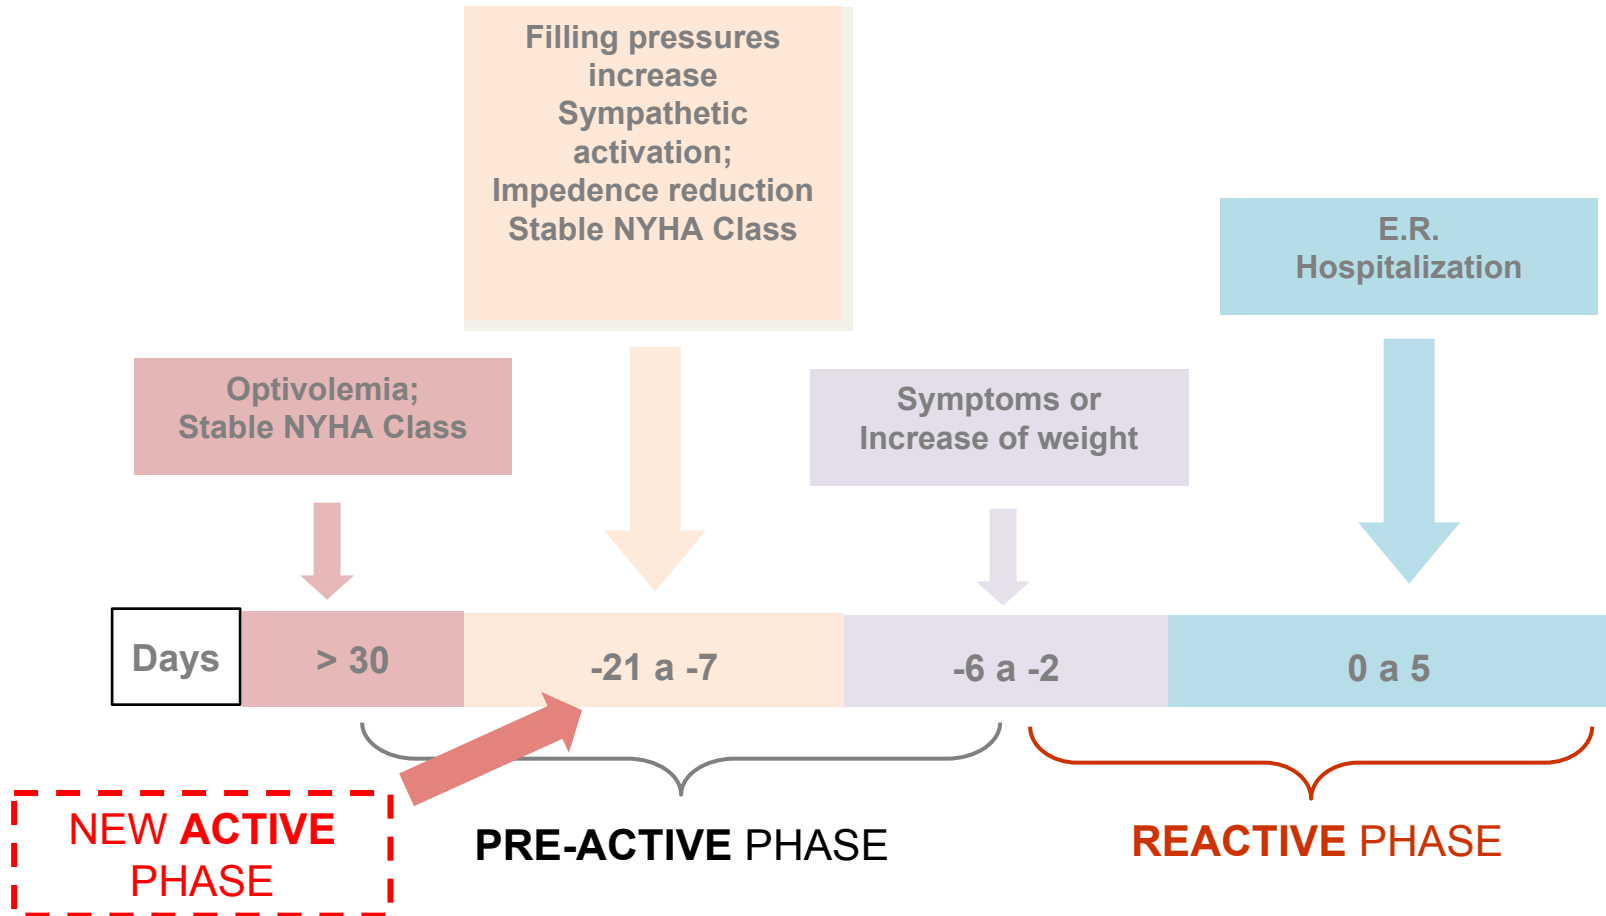 Filling pressures
increase
Sympathetic
activation;
Impedence reduction
Stable NYHA Class
E.R.
Hospitalization
Optivolemia;
Stable NYHA Class
Symptoms or
Increase of weight
Days
> 30
-21 a -7
-6 a -2
0 a 5
NEW ACTIVE
PHASE
PRE-ACTIVE PHASE
REACTIVE PHASE